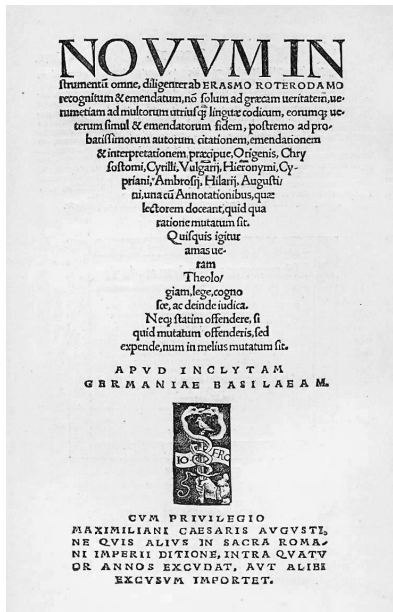 NOVVM IN
strumentũ omne, diligenter ab ERASMO ROTERODAMO
recognitum & emendatum, nõ solum ad græcam ueritatem, ue-
rumetiam ad multorum utriusq; linguæ codicum, eorumq; ue-
terum simul & emendatorum fidem, postremo ad pro-
batissimorum autorum citationem, emendationem
& interpretationem, præcipue, Origenis, Chry
sostomi, Cyrilli, Vulgarij, Hieronymi, Cy-
priani, Ambrosij, Hilarij, Augusti/
ni, una cũ Annotationibus, quæ
lectorem doceant, quid qua
ratione mutatum sit.
Quisquis igitur
amas ue-
ram
Theolo/
giam, lege, cogno
sce, ac deinde iudica.
Neq; statim offendere, si
quid mutatum offenderis, sed
expende, num in melius mutatum sit.
APVD INCLYTAM
GERMANIAE BASILAEAM.
IO FRO
CVM PRIVILEGIO
MAXIMILIANI CAESARIS AVGVSTI,
NE QVIS ALIVS IN SACRA ROMA-
NI IMPERII DITIONE, INTRA QVATV
OR ANNOS EXCVDAT, AVT ALIBI
EXCVSVM IMPORTET.